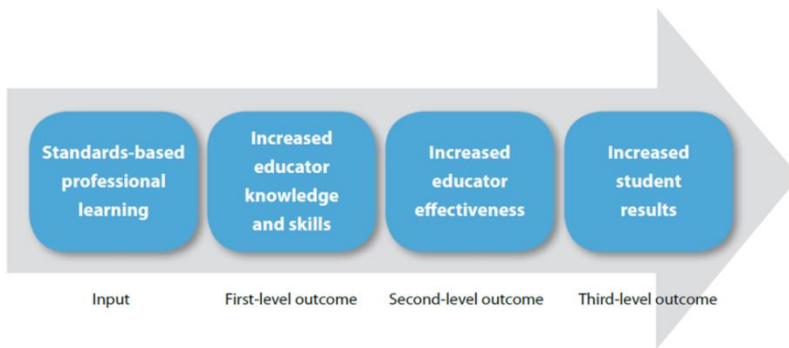 Standards-based
professional
learning
Increased
educator
knowledge
and skills
Increased
educator
effectiveness
Increased
student
results
Input
First-level outcome
Second-level outcome
Third-level outcome